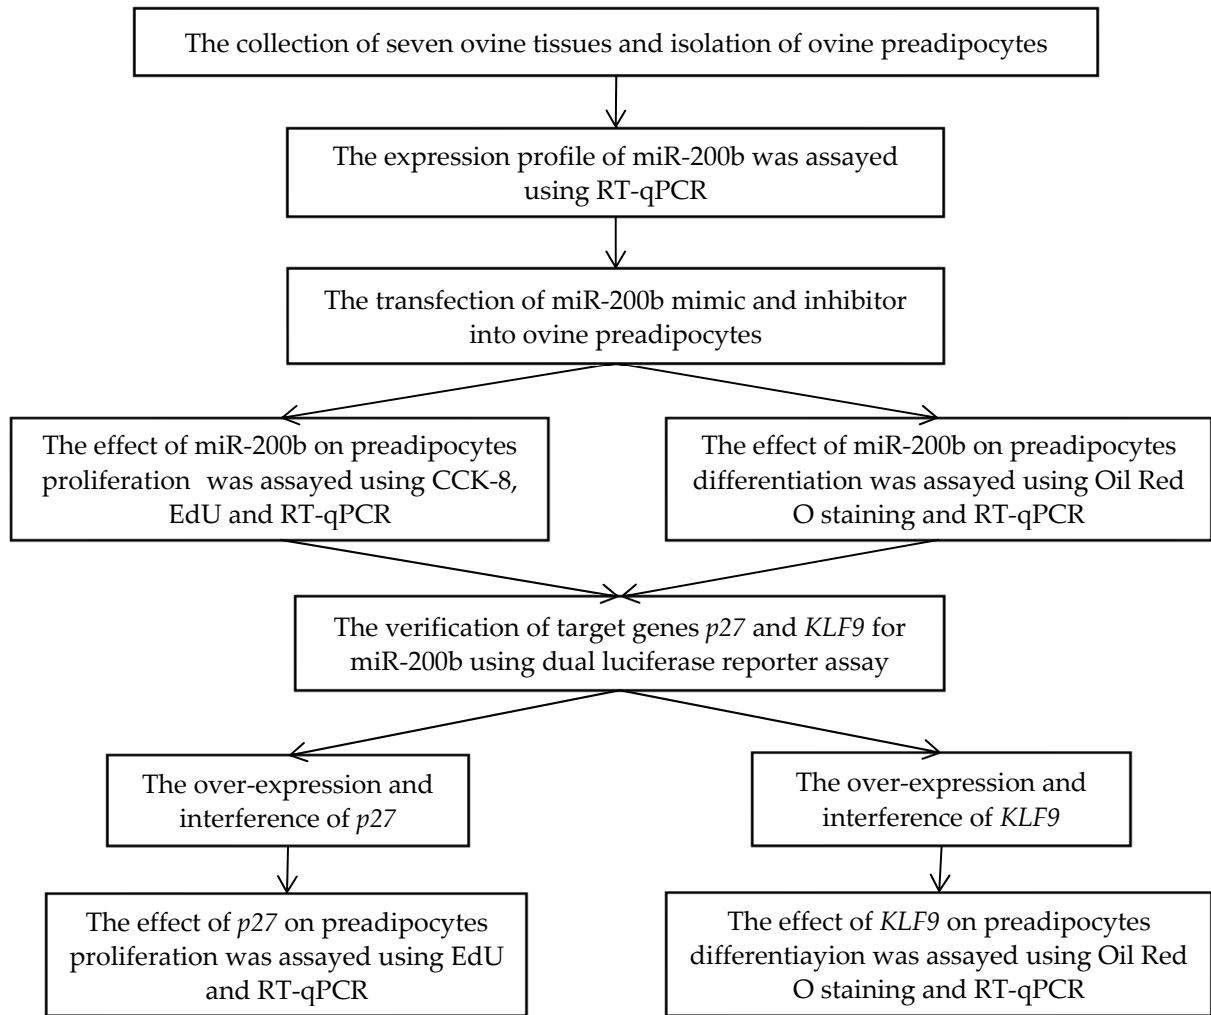 The collection of seven ovine tissues and isolation of ovine preadipocytes
The expression profile of miR-200b was assayed
using RT-qPCR
The transfection of miR-200b mimic and inhibitor
into ovine preadipocytes
The effect of miR-200b on preadipocytes
proliferation was assayed using CCK-8,
EdU and RT-qPCR
The effect of miR-200b on preadipocytes
differentiation was assayed using Oil Red
O staining and RT-qPCR
The verification of target genes p27 and KLF9 for
miR-200b using dual luciferase reporter assay
The over-expression and
interference of p27
The over-expression and
interference of KLF9
The effect of p27 on preadipocytes
proliferation was assayed using EdU
and RT-qPCR
The effect of KLF9 on preadipocytes
differentiayion was assayed using Oil Red
O staining and RT-qPCR